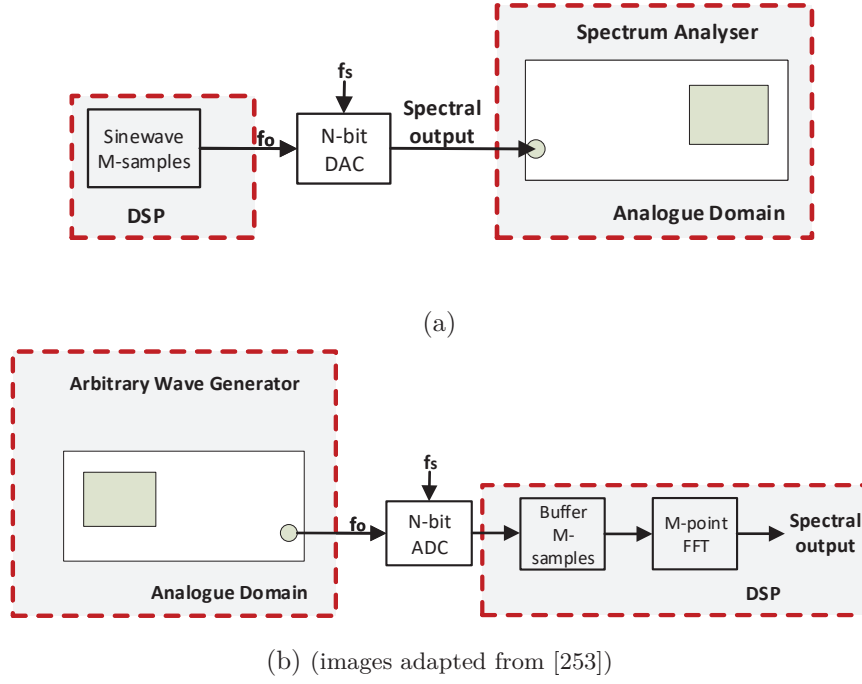 Spectrum Analyser
fs
Spectral
output
Sinewave
M-samples
fo
N-bit
DAC
DSP
Analogue Domain
(a)
Arbitrary Wave Generator
fs
fo
N-bit
ADC
Buffer
M-
samples
M-point
FFT
Spectral
output
Analogue Domain
DSP
(b) (images adapted from [253])